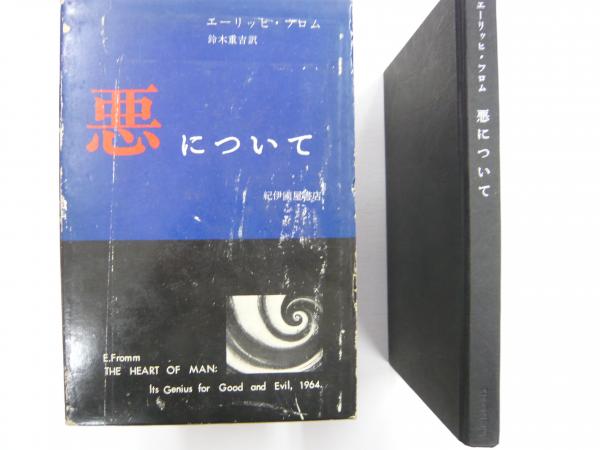 エーリッヒ・フロム
鈴木重吉訳
悪について
紀伊國屋書店
E.Fromm
THE HEART OF MAN:
Its Genius for Good and Evil, 1964.
エーリッヒ・フロム 悪について